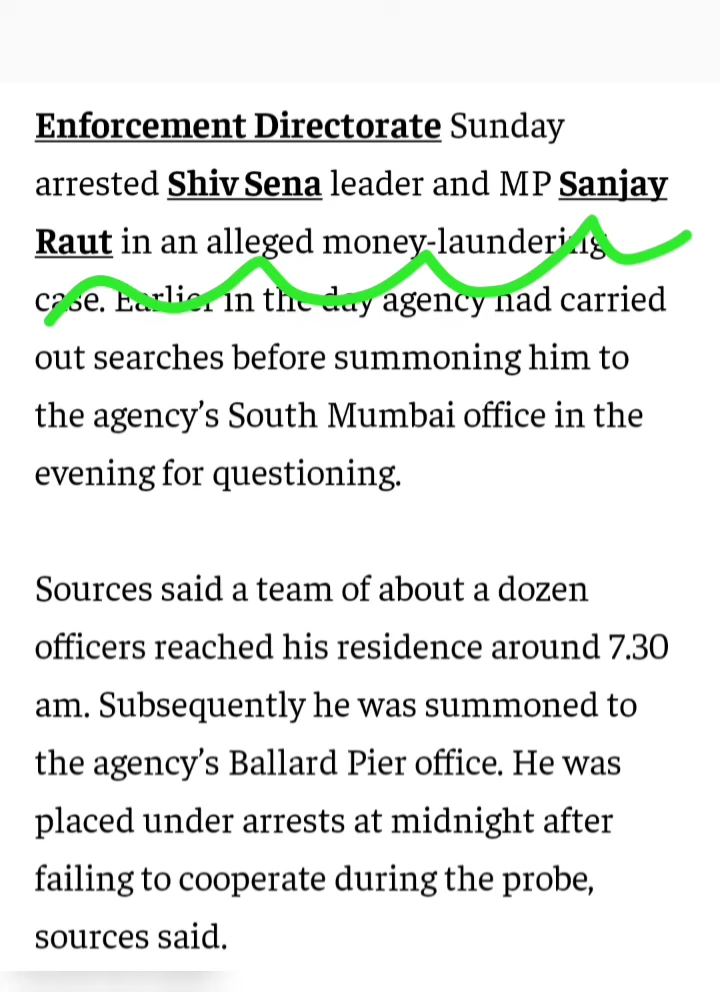 Enforcement Directorate Sunday
arrested Shiv Sena leader and MP Sanjay
Raut in an alleged money-laundering
case. Earlier in the day agency had carried
out searches before summoning him to
the agency’s South Mumbai office in the
evening for questioning.
Sources said a team of about a dozen
officers reached his residence around 7.30
am. Subsequently he was summoned to
the agency’s Ballard Pier office. He was
placed under arrests at midnight after
failing to cooperate during the probe,
sources said.